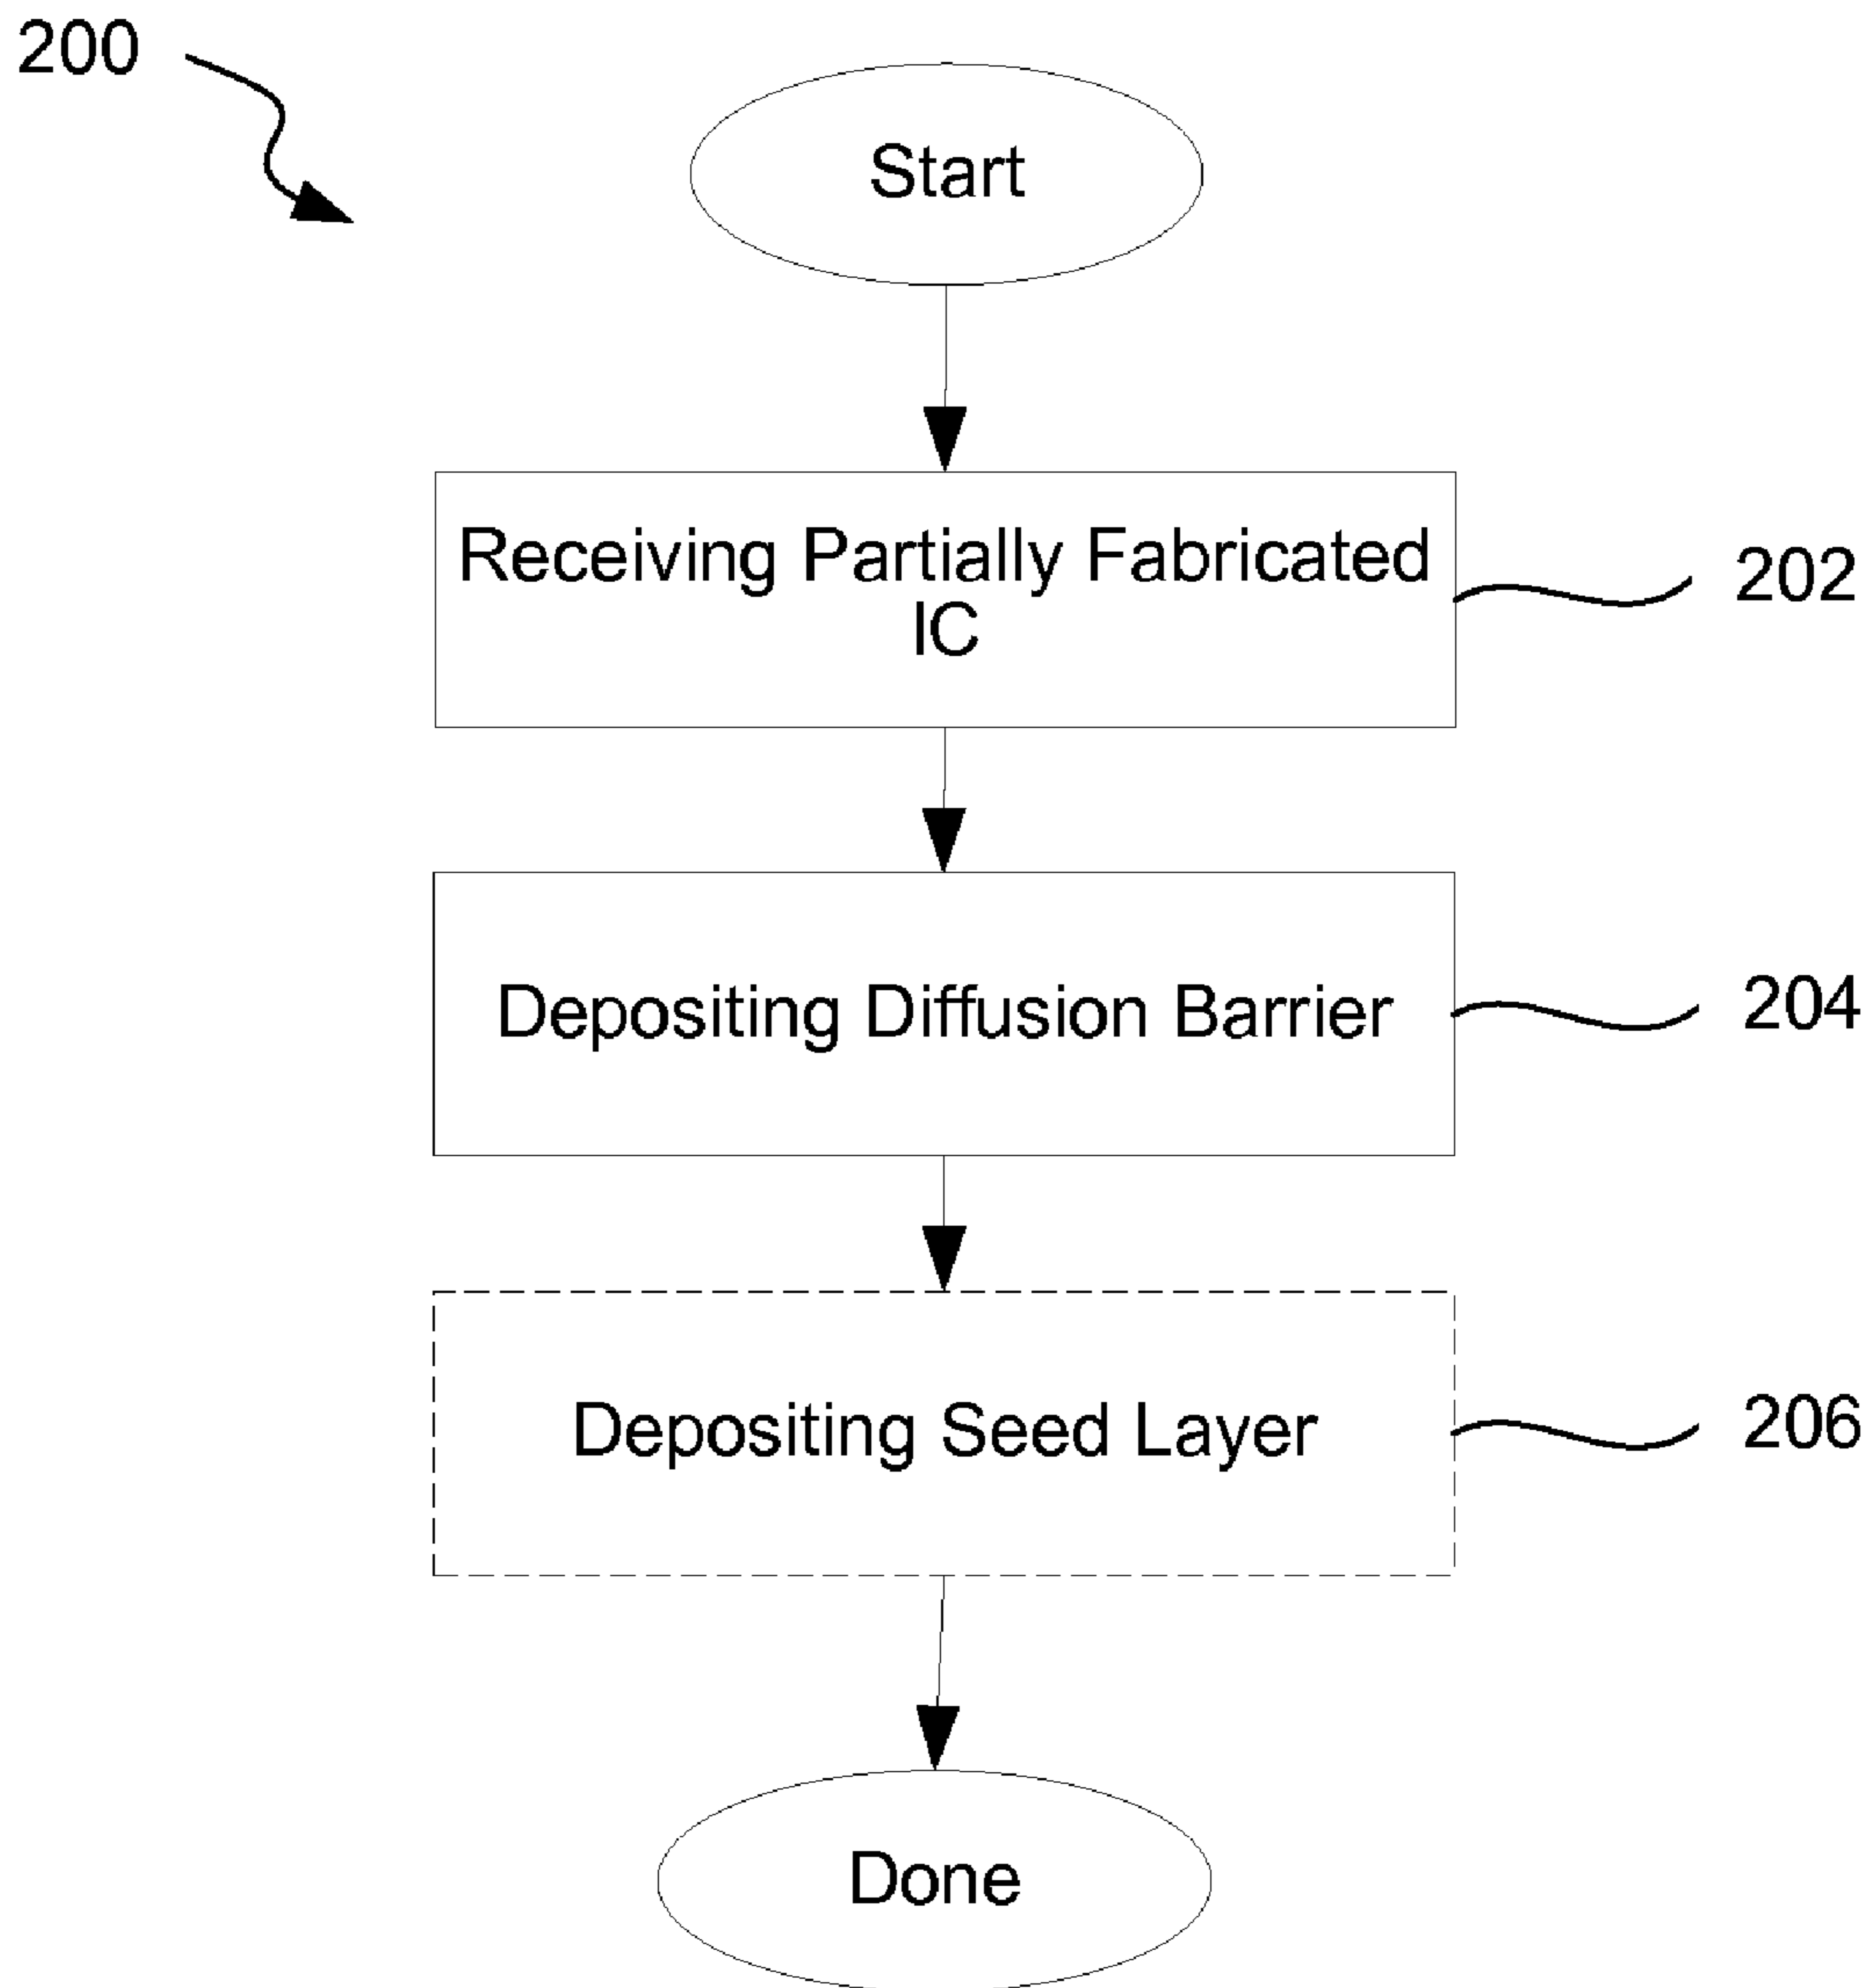 200
Start
Receiving Partially Fabricated
IC
202
Depositing Diffusion Barrier
204
Depositing Seed Layer
206
Done